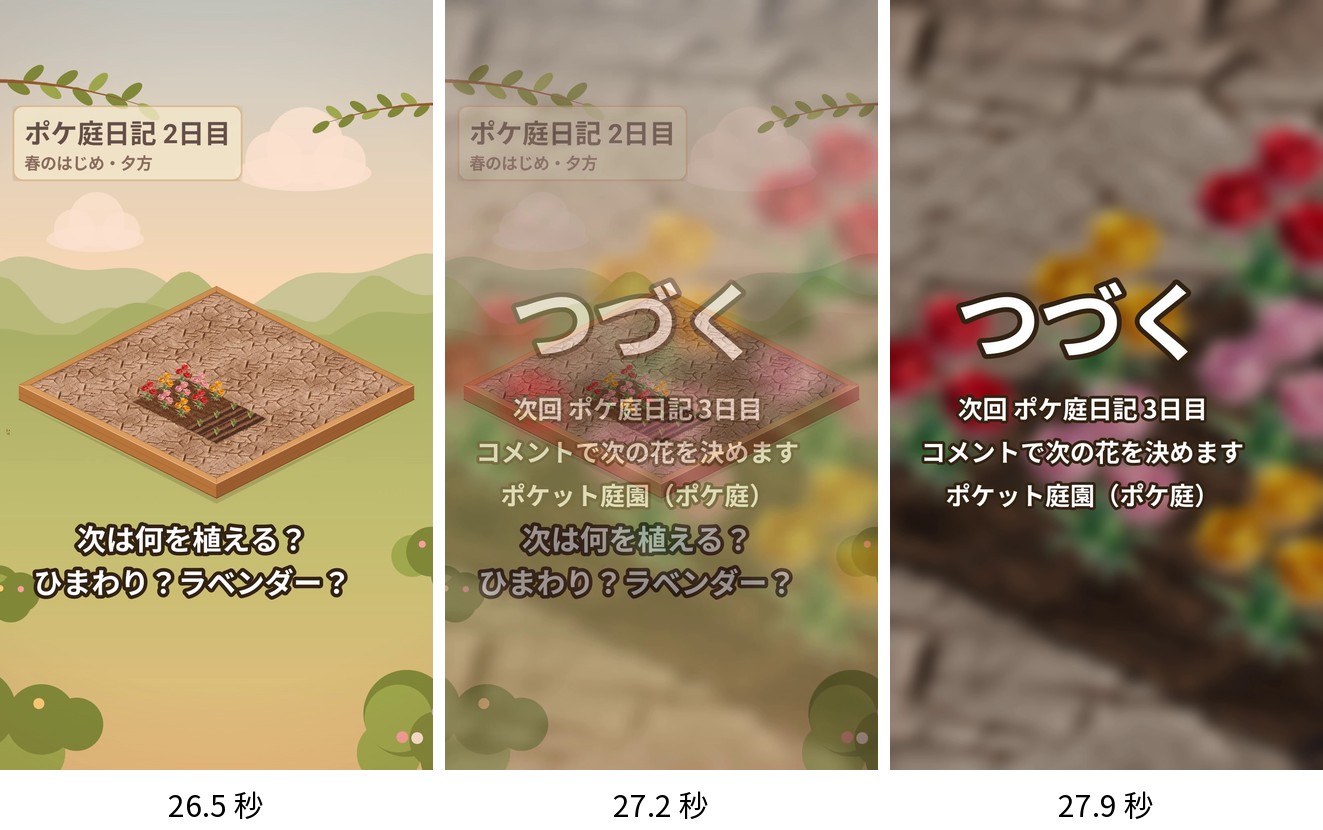 ポケ庭日記 2日目
春のはじめ・夕方
次は何を植える？
ひまわり？ラベンダー？
26.5 秒
ポケ庭日記 2日目
春のはじめ・夕方
つづく
次回 ポケ庭日記 3日目
コメントで次の花を決めます
ポケット庭園（ポケ庭）
次は何を植える？
ひまわり？ラベンダー？
27.2 秒
つづく
次回 ポケ庭日記 3日目
コメントで次の花を決めます
ポケット庭園（ポケ庭）
27.9 秒